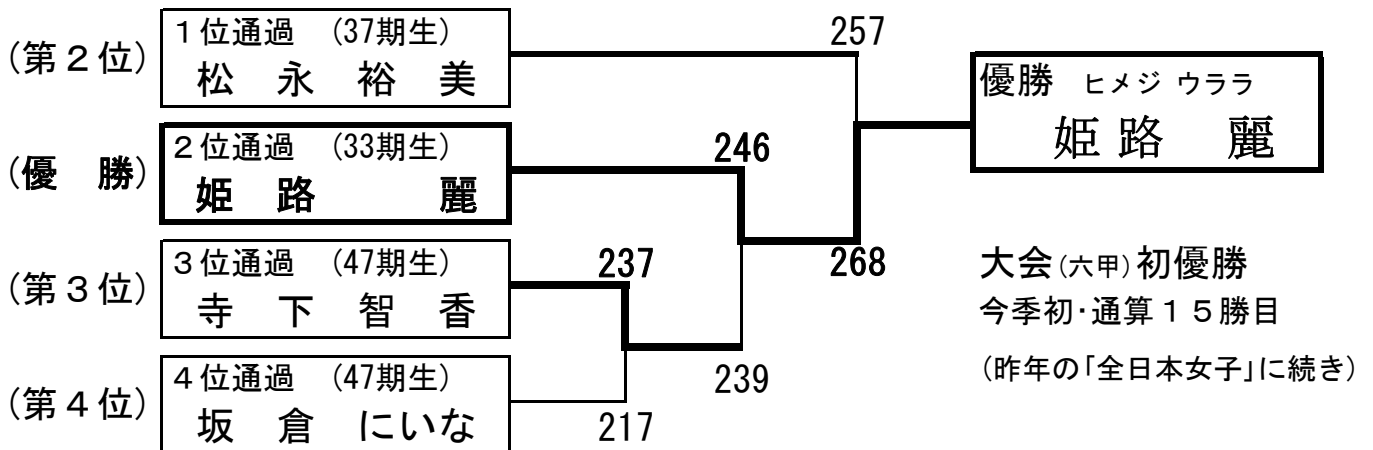 (第２位)
１位通過 (37期生)
松 永 裕 美
257
(優 勝)
２位通過 (33期生)
姫 路 麗
246
268
(第３位)
３位通過 (47期生)
寺 下 智 香
237
239
(第４位)
４位通過 (47期生)
坂 倉 にいな
217
優勝 ヒメジ ウララ
姫 路 麗
大会(六甲)初優勝
今季初･通算１５勝目
(昨年の｢全日本女子｣に続き)